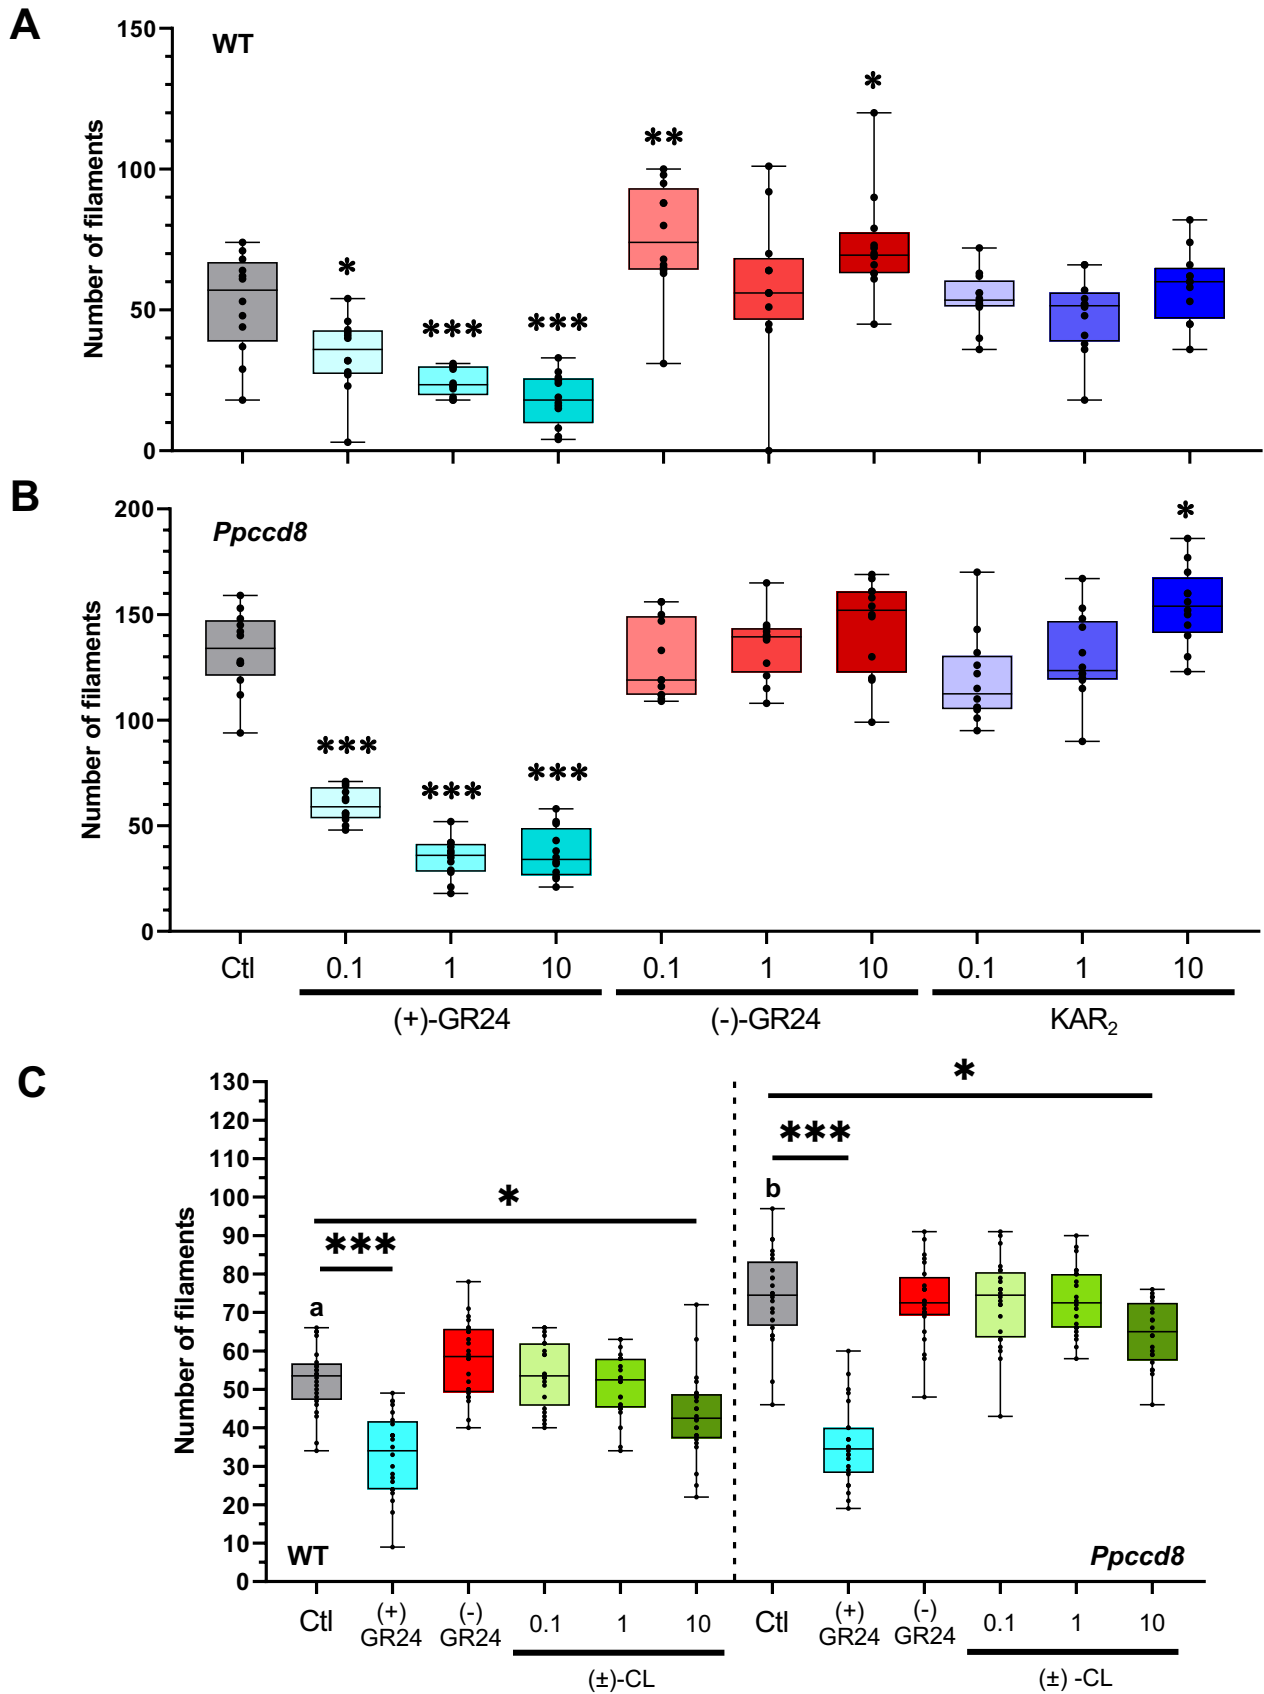 A
WT
Number of filaments
150
100
50
0
*
***
***
**
*
B
Ppccd8
Number of filaments
200
150
100
50
0
***
***
***
*
Ctl 0.1 1 10 0.1 1 10 0.1 1 10
(+)-GR24 (-)-GR24 KAR₂
C
Number of filaments
130
120
110
100
90
80
70
60
50
40
30
20
10
0
*
***
a
*
***
b
WT Ppccd8
Ctl (+) GR24 (-) GR24 0.1 1 10 Ctl (+) GR24 (-) GR24 0.1 1 10
(±)-CL (±) -CL